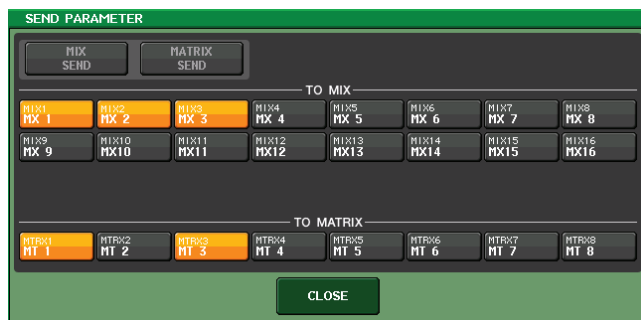 SEND PARAMETER
MIX SEND
MATRIX SEND
TO MIX
MIX1 MIX2 MIX3 MIX4 MIX5 MIX6 MIX7 MIX8
MX 1 MX 2 MX 3 MX 4 MX 5 MX 6 MX 7 MX 8
MIX9 MIX10 MIX11 MIX12 MIX13 MIX14 MIX15 MIX16
MX 9 MX10 MX11 MX12 MX13 MX14 MX15 MX16
TO MATRIX
MTRX1 MTRX2 MTRX3 MTRX4 MTRX5 MTRX6 MTRX7 MTRX8
MT 1 MT 2 MT 3 MT 4 MT 5 MT 6 MT 7 MT 8
CLOSE